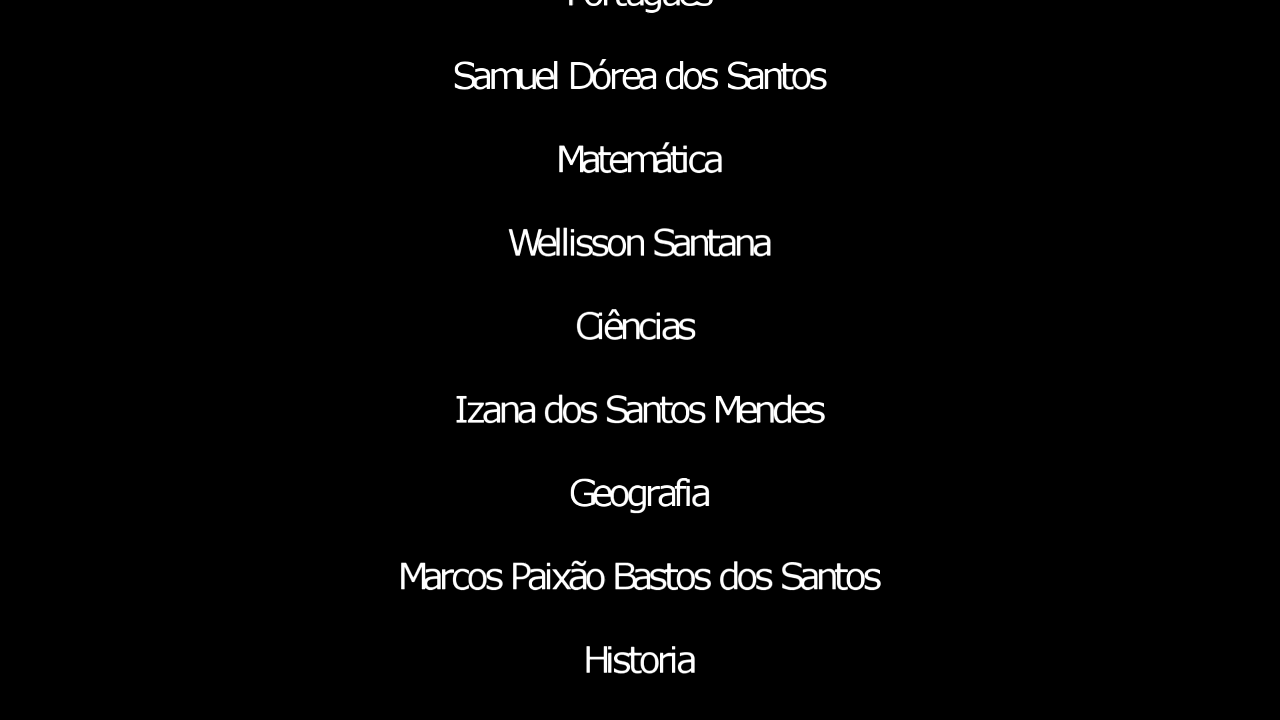 Português
Samuel Dórea dos Santos
Matemática
Wellisson Santana
Ciências
Izana dos Santos Mendes
Geografia
Marcos Paixão Bastos dos Santos
Historia